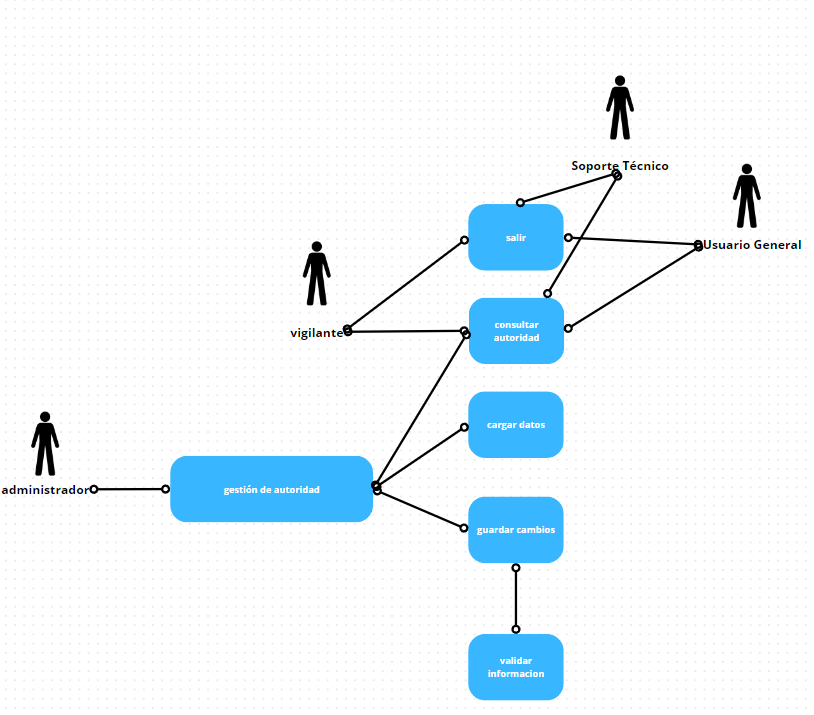 Soporte Técnico
Usuario General
salir
vigilante
consultar
autoridad
cargar datos
administrador
gestión de autoridad
guardar cambios
validar
informacion